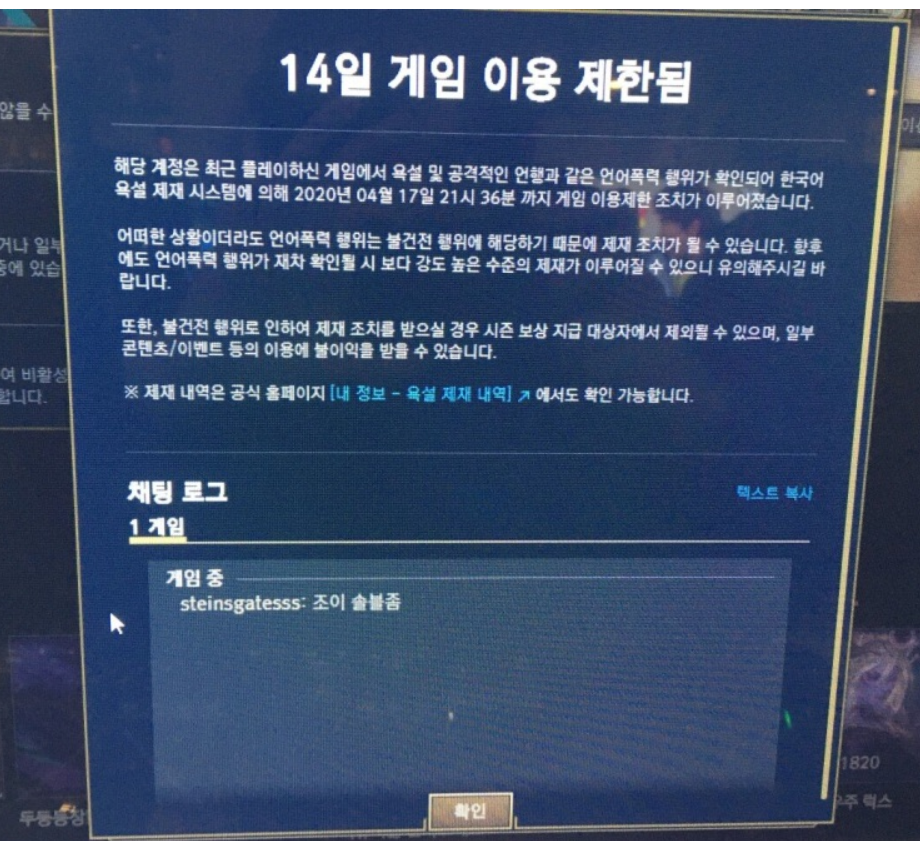 14일 게임 이용 제한됨
않을 수
해당 계정은 최근 플레이하신 게임에서 욕설 및 공격적인 언행과 같은 언어폭력 행위가 확인되어 한국어
욕설 제재 시스템에 의해 2020년 04월 17일 21시 36분 까지 게임 이용제한 조치가 이루어졌습니다.
거나 일부
중에 있습
어떠한 상황이더라도 언어폭력 행위는 불건전 행위에 해당하기 때문에 제재 조치가 될 수 있습니다. 향후
에도 언어폭력 행위가 재차 확인될 시 보다 강도 높은 수준의 제재가 이루어질 수 있으니 유의해주시길 바
랍니다.
또한, 불건전 행위로 인하여 제재 조치를 받으실 경우 시즌 보상 지급 대상자에서 제외될 수 있으며, 일부
콘텐츠/이벤트 등의 이용에 불이익을 받을 수 있습니다.
여 비활성
합니다.
※ 제재 내역은 공식 홈페이지 [내 정보 - 욕설 제재 내역] ↗ 에서도 확인 가능합니다.
채팅 로그
텍스트 복사
1 게임
게임 중
steinsgatesss: 조이 솔블좀
1820
주 럭스
확인